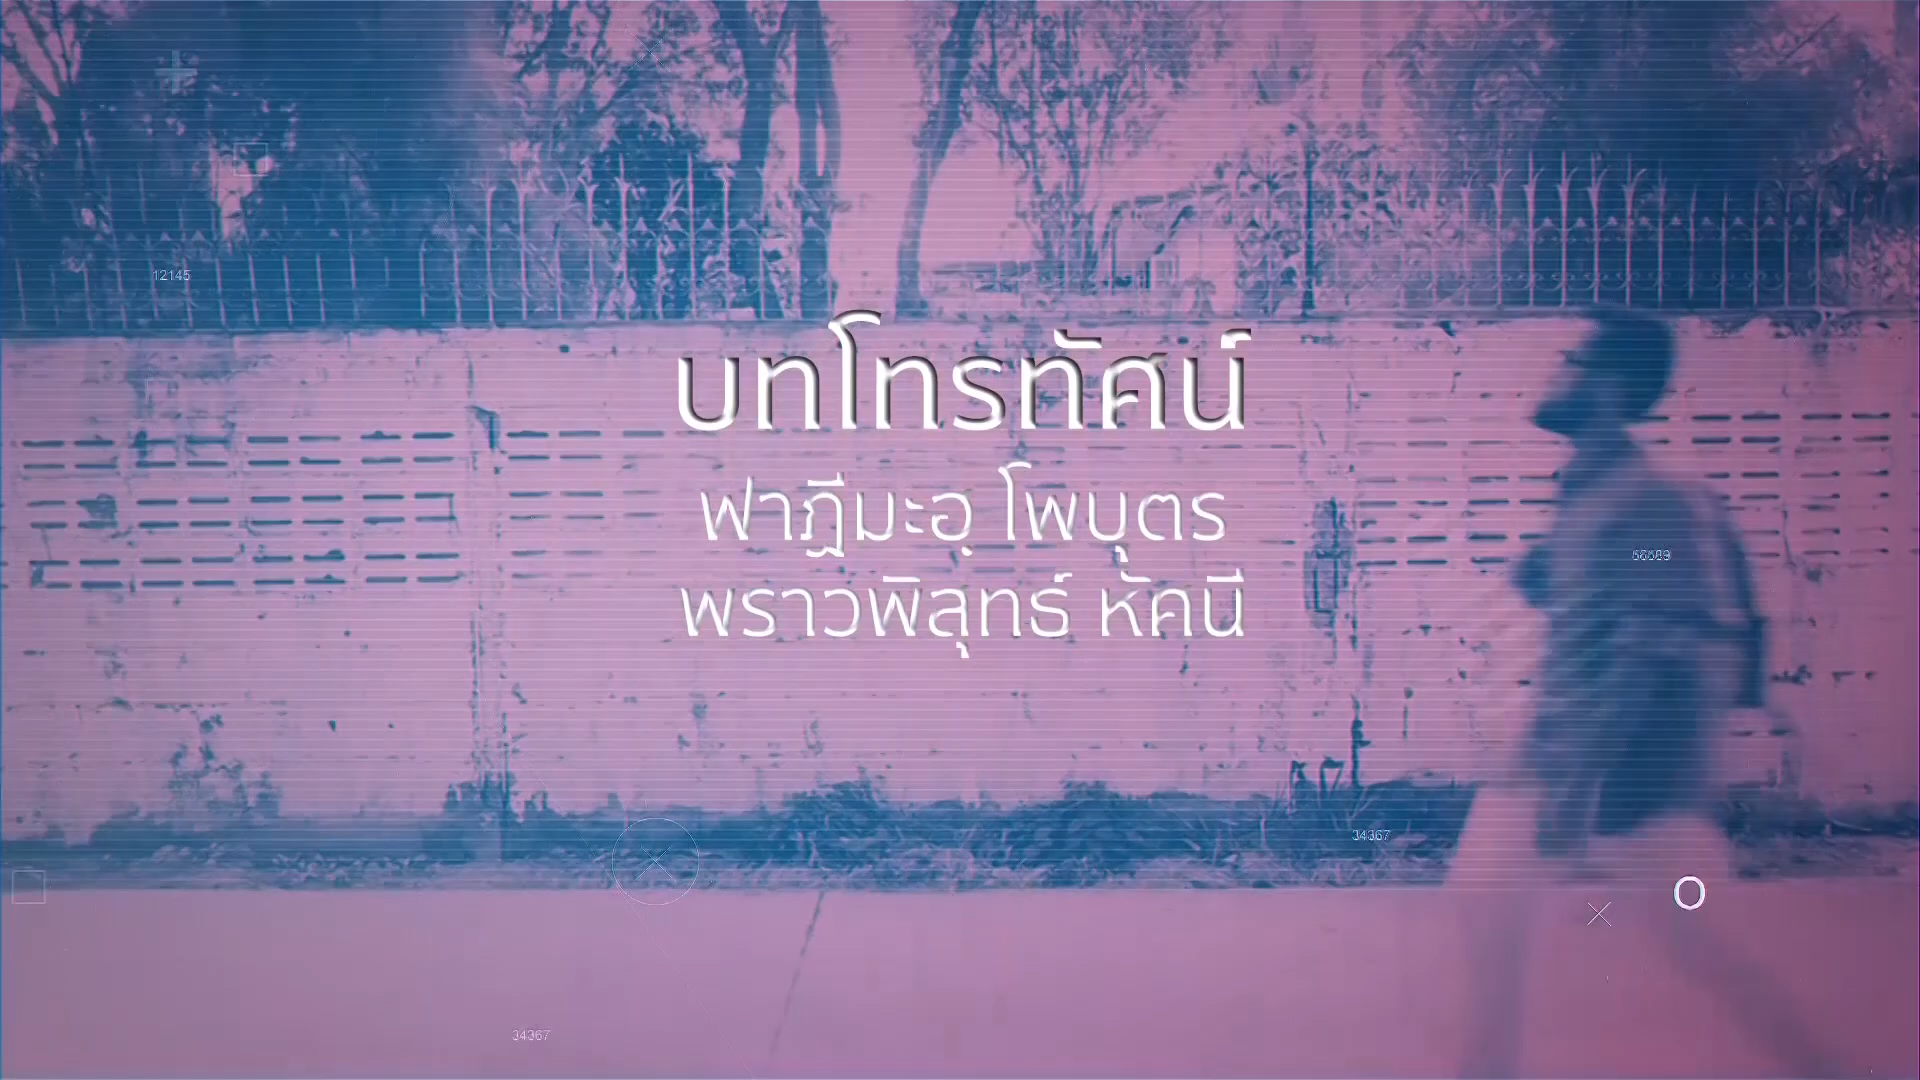 12145
บทโทรทัศน์
ฟาฏีมะอฺ โพบุตร
56589
พราวพิสุทธ์ หัคนี
34367
34367